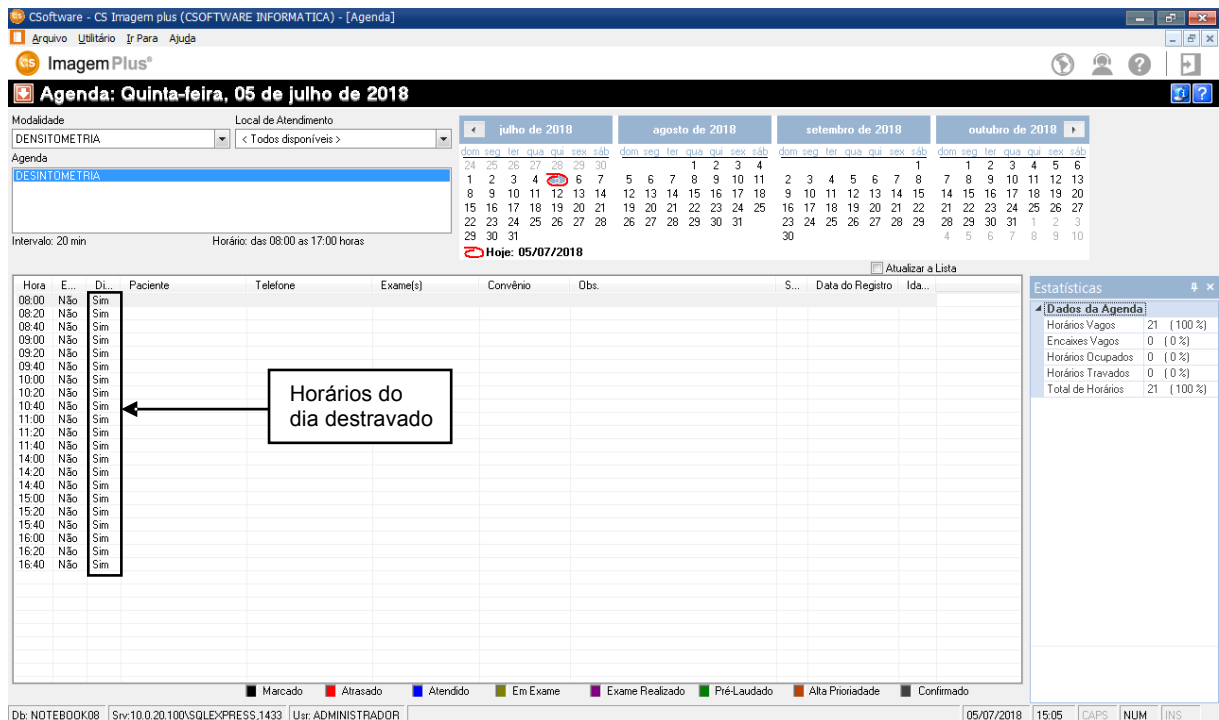 CSoftware - CS Imagem plus (CSOFTWARE INFORMATICA) - [Agenda]
Arquivo Utilitário Ir Para Ajuda
CS ImagemPlus®
Agenda: Quinta-feira, 05 de julho de 2018
Modalidade Local de Atendimento
DENSITOMETRIA < Todos disponíveis >
Agenda
DESINTOMETRIA
Intervalo: 20 min Horário: das 08:00 as 17:00 horas
julho de 2018 agosto de 2018 setembro de 2018 outubro de 2018
dom seg ter qua qui sex sáb dom seg ter qua qui sex sáb dom seg ter qua qui sex sáb dom seg ter qua qui sex sáb
24 25 26 27 28 29 30 1 2 3 4 1 1 2 3 4 5 6
1 2 3 4 6 7 5 6 7 8 9 10 11 2 3 4 5 6 7 8 7 8 9 10 11 12 13
8 9 10 11 12 13 14 12 13 14 15 16 17 18 9 10 11 12 13 14 15 14 15 16 17 18 19 20
15 16 17 18 19 20 21 19 20 21 22 23 24 25 16 17 18 19 20 21 22 21 22 23 24 25 26 27
22 23 24 25 26 27 28 26 27 28 29 30 31 23 24 25 26 27 28 29 28 29 30 31 1 2 3
29 30 31 30 4 5 6 7 8 9 10
Hoje: 05/07/2018
Atualizar a Lista
Hora E... Di... Paciente Telefone Exame(s) Convênio Obs. S... Data do Registro Ida...
08:00 Não Sim
08:20 Não Sim
08:40 Não Sim
09:00 Não Sim
09:20 Não Sim
09:40 Não Sim
10:00 Não Sim
10:20 Não Sim
10:40 Não Sim
11:00 Não Sim
11:20 Não Sim
11:40 Não Sim
14:00 Não Sim
14:20 Não Sim
14:40 Não Sim
15:00 Não Sim
15:20 Não Sim
15:40 Não Sim
16:00 Não Sim
16:20 Não Sim
16:40 Não Sim
Horários do
dia destravado
Estatísticas
Dados da Agenda
Horários Vagos 21 (100 %)
Encaixes Vagos 0 (0 %)
Horários Ocupados 0 (0 %)
Horários Travados 0 (0 %)
Total de Horários 21 (100 %)
Marcado Atrasado Atendido Em Exame Exame Realizado Pré-Laudado Alta Prioriadade Confirmado
Db: NOTEBOOK08 Srv:10.0.20.100\SQLEXPRESS,1433 Usr: ADMINISTRADOR 05/07/2018 15:05 CAPS NUM INS